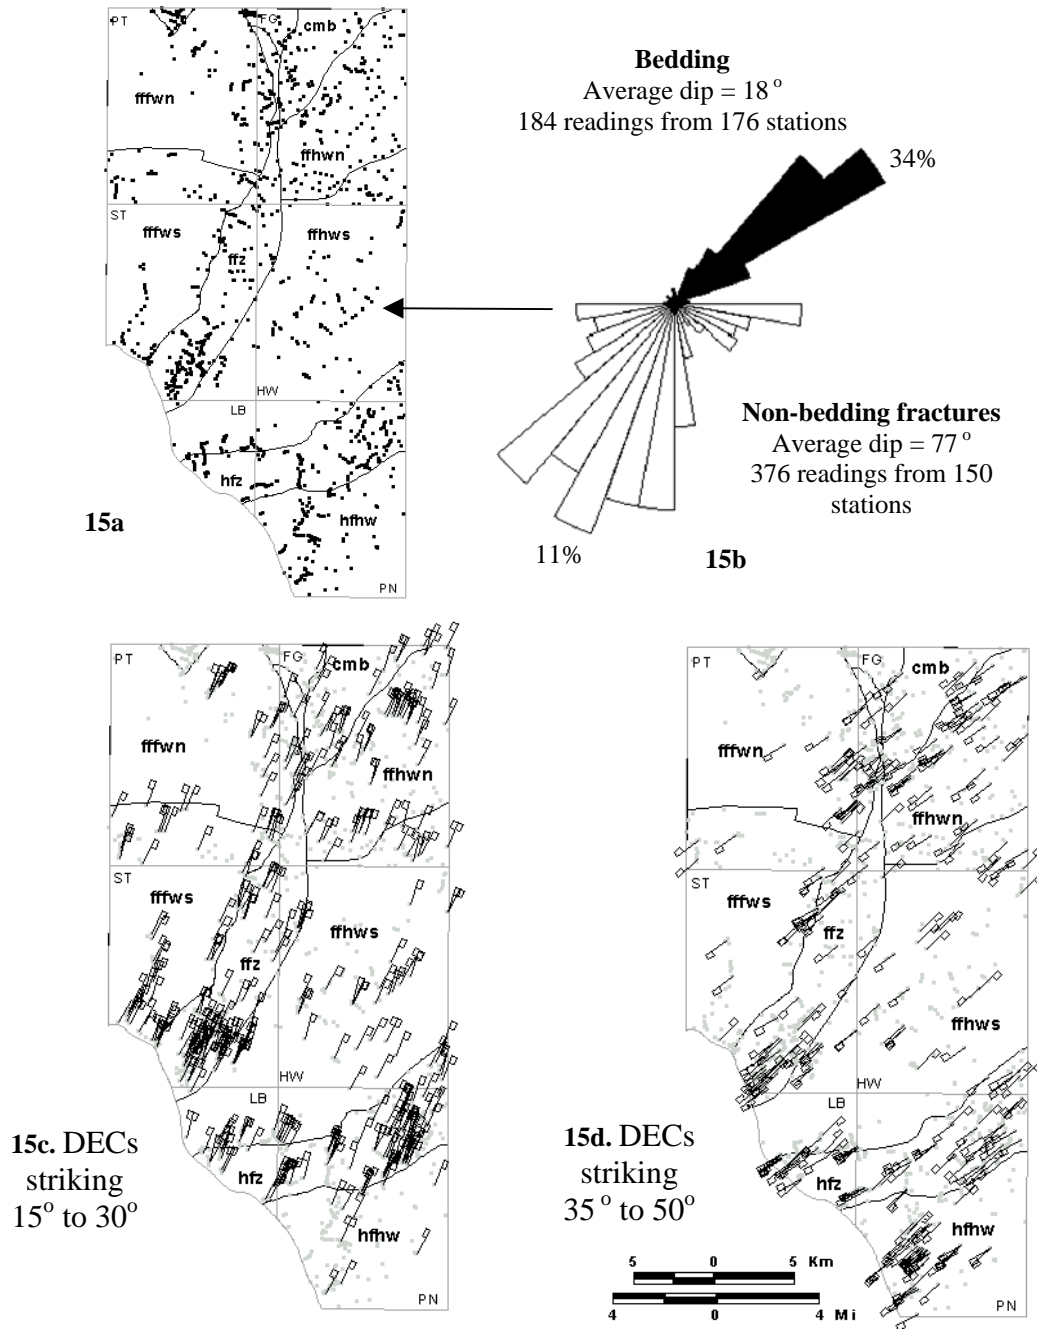 PT
FG
cmb
fffwn
ffhwn
ST
fffws
ffhws
ffz
HW
LB
hfz
hfhw
PN
15a
Bedding
Average dip = 18 o
184 readings from 176 stations
34%
Non-bedding fractures
Average dip = 77 o
376 readings from 150
stations
11%
15b
PT
FG
cmb
fffwn
ffhwn
ST
fffws
ffhws
ffz
HW
LB
hfz
hfhw
PN
15c. DECs
striking
15o to 30o
PT
FG
cmb
fffwn
ffhwn
ST
fffws
ffz
ffhws
HW
LB
hfz
hfhw
PN
15d. DECs
striking
35 o to 50o
5 0 5 Km
4 0 4 Mi